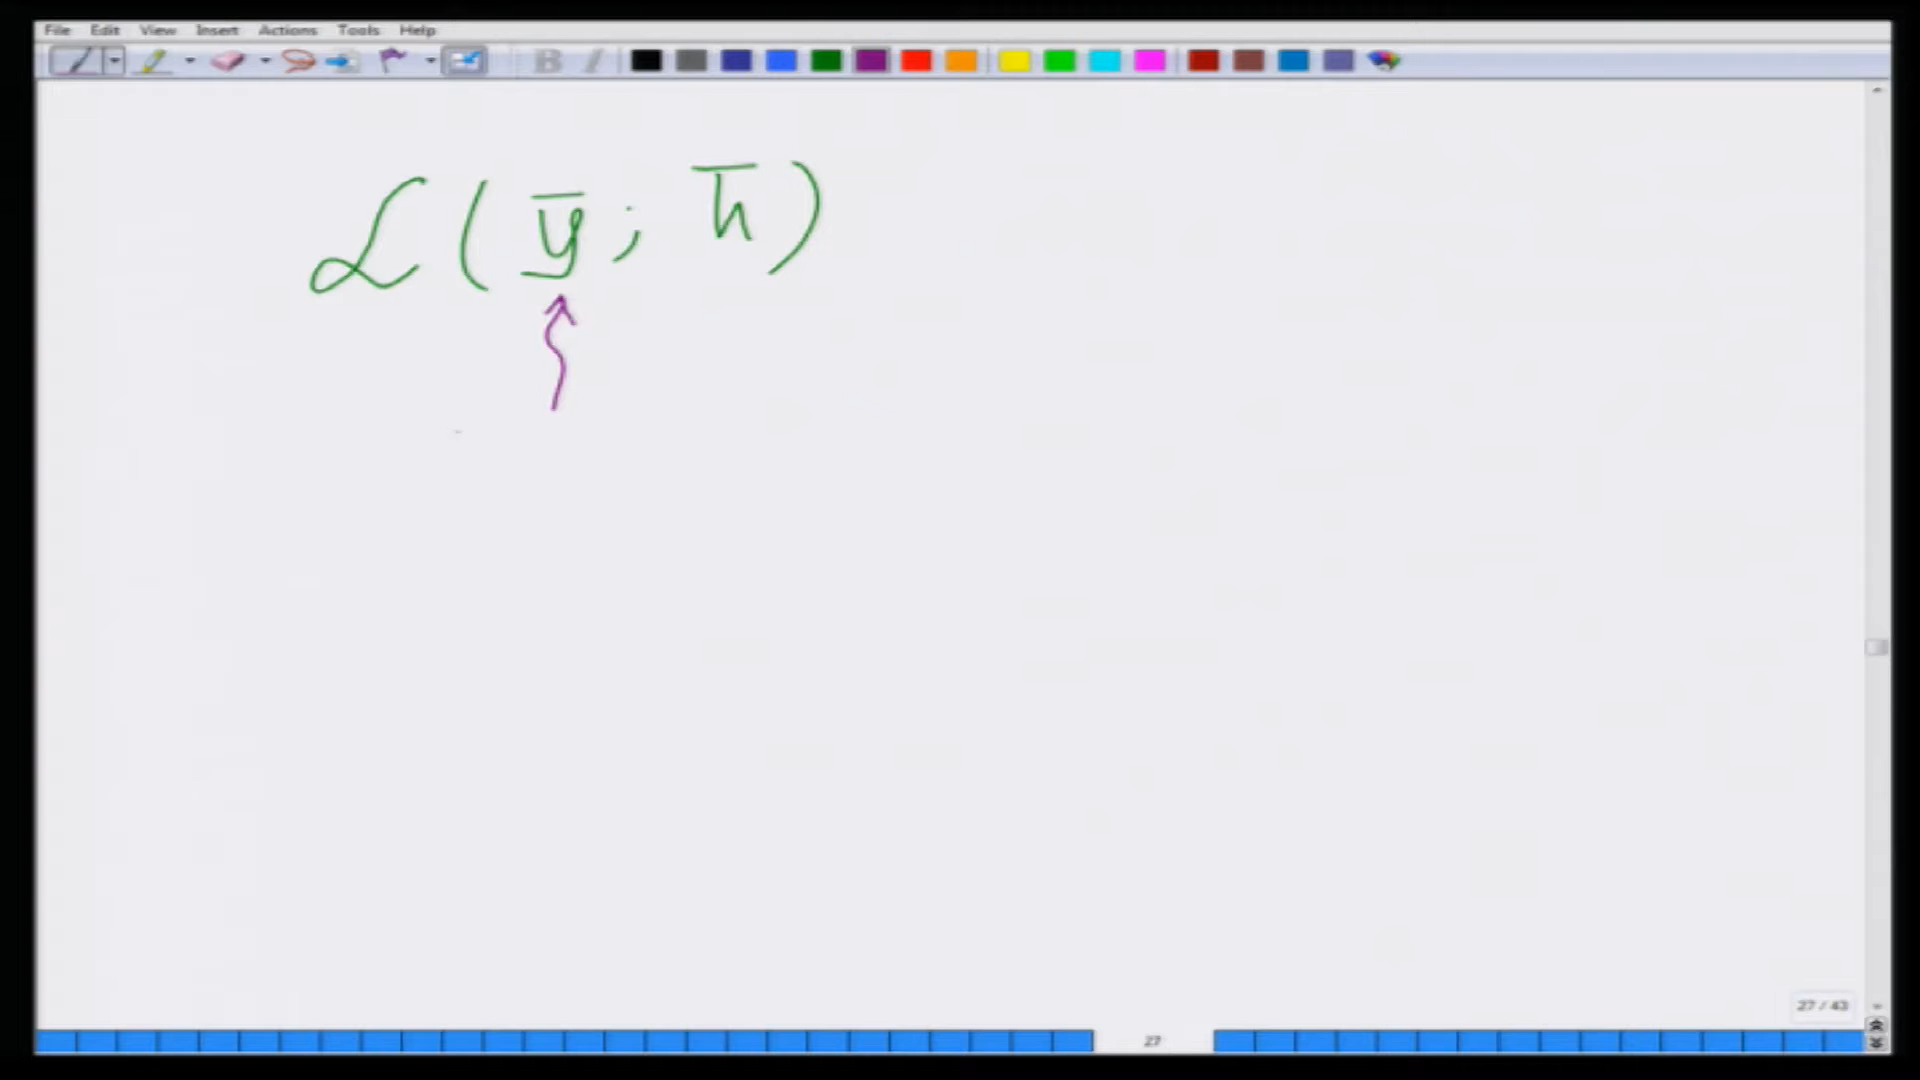 File Edit View Insert Actions Tools Help
B I
ℒ(ȳ; h̄)
27 / 43
27